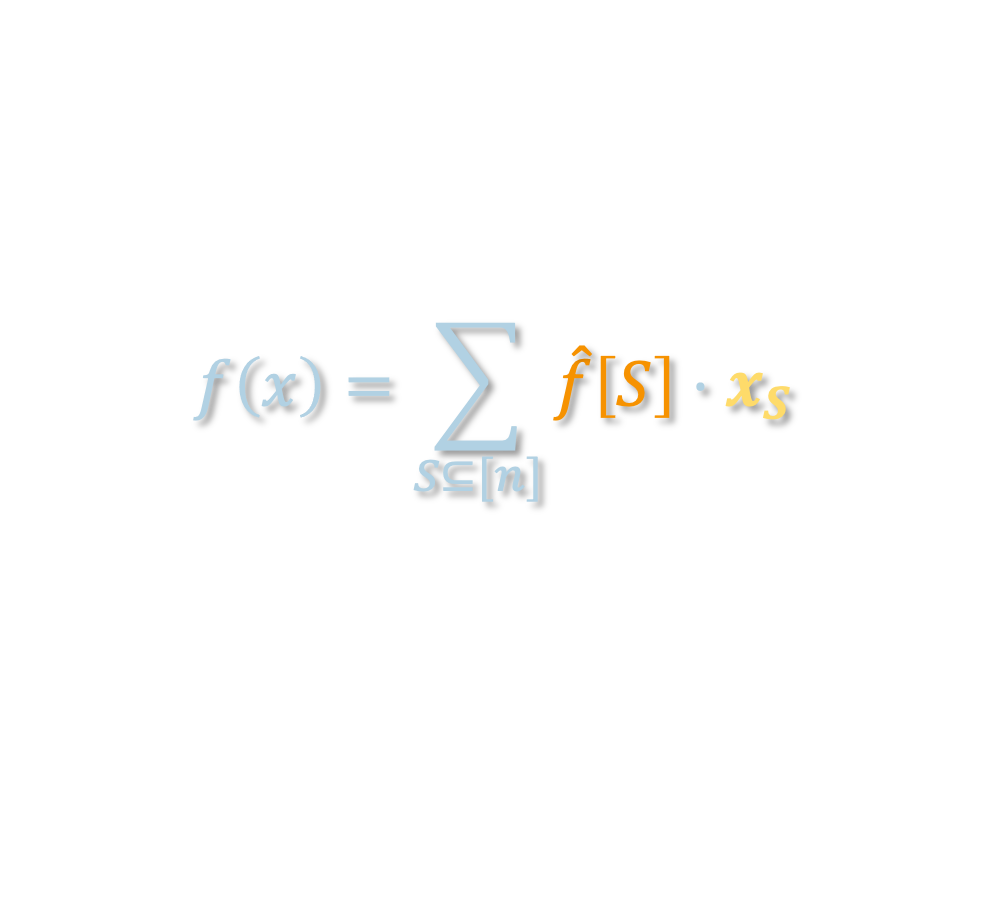 f(x) = ∑ f̂[S] · x_S
S⊆[n]